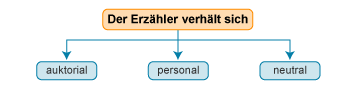 Der Erzähler verhält sich
auktorial
personal
neutral